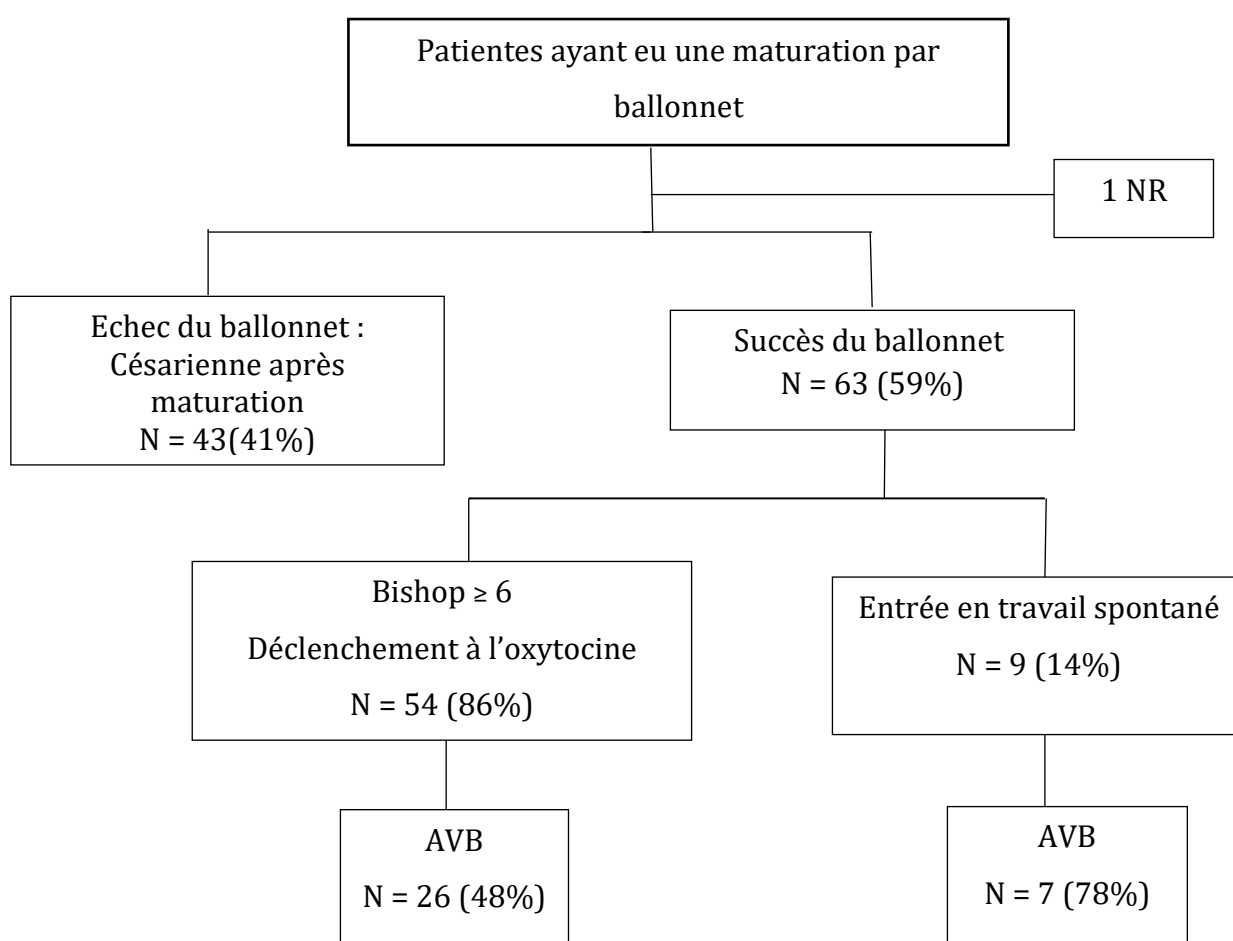 Patientes ayant eu une maturation par
ballonnet
1 NR
Echec du ballonnet :
Césarienne après
maturation
N = 43(41%)
Succès du ballonnet
N = 63 (59%)
Bishop ≥ 6
Déclenchement à l’oxytocine
N = 54 (86%)
Entrée en travail spontané
N = 9 (14%)
AVB
N = 26 (48%)
AVB
N = 7 (78%)